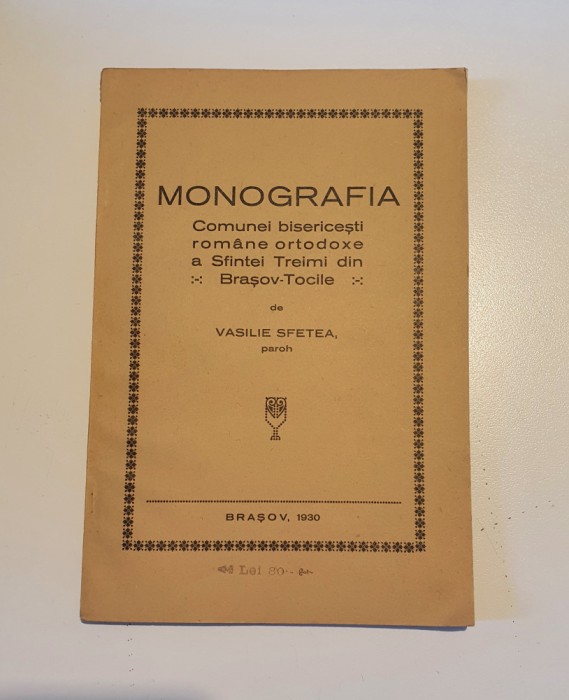 MONOGRAFIA
Comunei bisericești
române ortodoxe
a Sfintei Treimi din
Brașov-Tocile
de
VASILIE SFETEA,
paroh
BRAȘOV, 1930
Lei 80·-